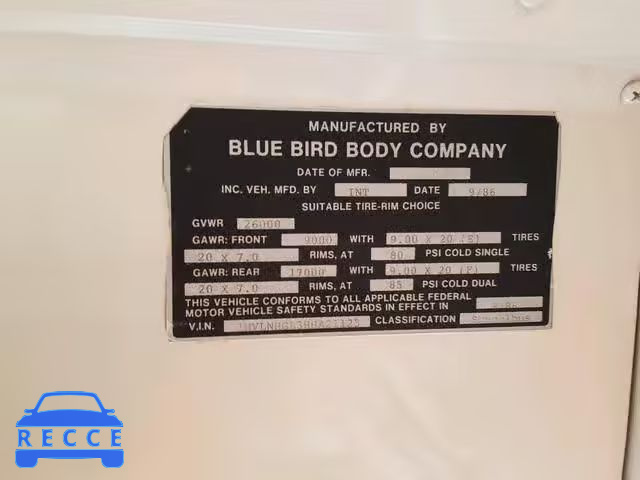 MANUFACTURED BY
BLUE BIRD BODY COMPANY
DATE OF MFR.
INC. VEH. MFD. BY INT DATE 9/86
SUITABLE TIRE-RIM CHOICE
GVWR 26000
GAWR: FRONT 9000 WITH 9.00 X 20 (E) TIRES
20 X 7.0 RIMS, AT 80 PSI COLD SINGLE
GAWR: REAR 17000 WITH 9.00 X 20 (E) TIRES
20 X 7.0 RIMS, AT 85 PSI COLD DUAL
THIS VEHICLE CONFORMS TO ALL APPLICABLE FEDERAL
MOTOR VEHICLE SAFETY STANDARDS IN EFFECT IN
V.I.N. CLASSIFICATION
RECCE